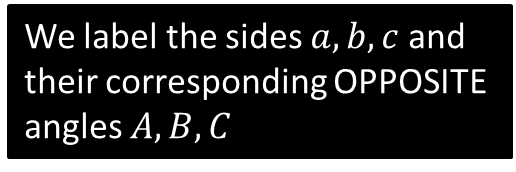 We label the sides a, b, c and
their corresponding OPPOSITE
angles A, B, C